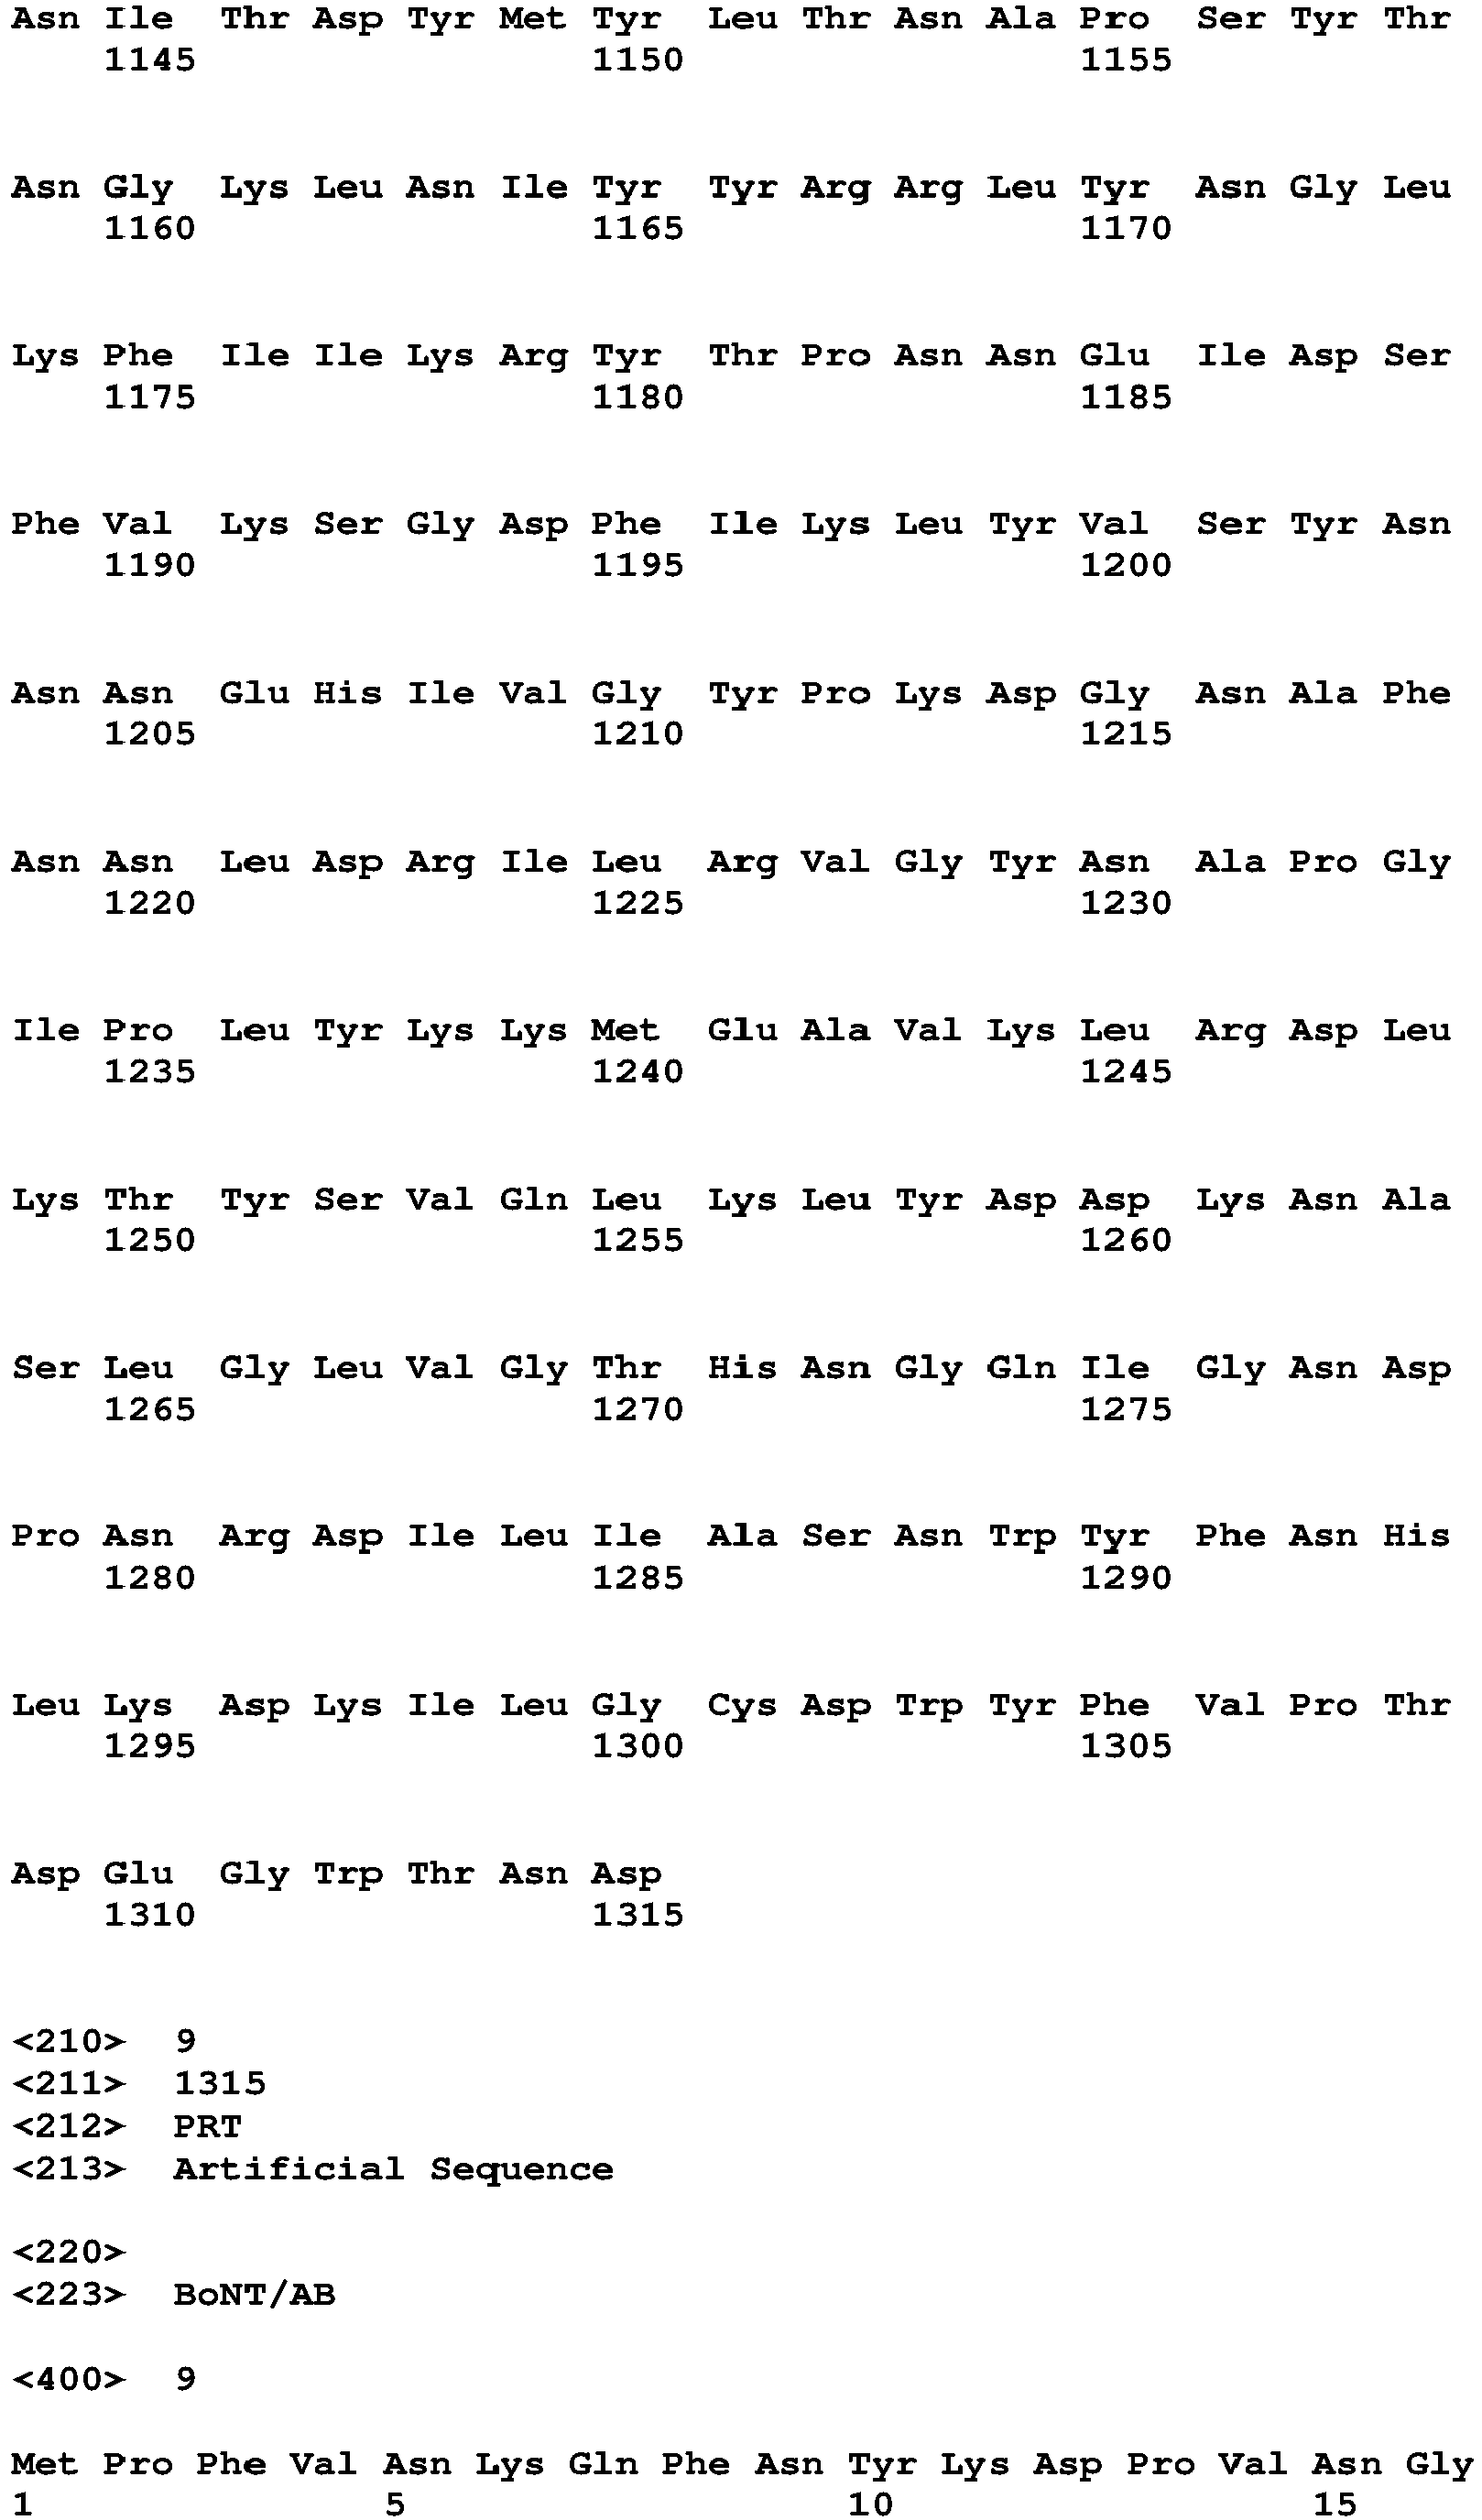 Asn Ile Thr Asp Tyr Met Tyr Leu Thr Asn Ala Pro Ser Tyr Thr
1145 1150 1155
Asn Gly Lys Leu Asn Ile Tyr Tyr Arg Arg Leu Tyr Asn Gly Leu
1160 1165 1170
Lys Phe Ile Ile Lys Arg Tyr Thr Pro Asn Asn Glu Ile Asp Ser
1175 1180 1185
Phe Val Lys Ser Gly Asp Phe Ile Lys Leu Tyr Val Ser Tyr Asn
1190 1195 1200
Asn Asn Glu His Ile Val Gly Tyr Pro Lys Asp Gly Asn Ala Phe
1205 1210 1215
Asn Asn Leu Asp Arg Ile Leu Arg Val Gly Tyr Asn Ala Pro Gly
1220 1225 1230
Ile Pro Leu Tyr Lys Lys Met Glu Ala Val Lys Leu Arg Asp Leu
1235 1240 1245
Lys Thr Tyr Ser Val Gln Leu Lys Leu Tyr Asp Asp Lys Asn Ala
1250 1255 1260
Ser Leu Gly Leu Val Gly Thr His Asn Gly Gln Ile Gly Asn Asp
1265 1270 1275
Pro Asn Arg Asp Ile Leu Ile Ala Ser Asn Trp Tyr Phe Asn His
1280 1285 1290
Leu Lys Asp Lys Ile Leu Gly Cys Asp Trp Tyr Phe Val Pro Thr
1295 1300 1305
Asp Glu Gly Trp Thr Asn Asp
1310 1315
<210> 9
<211> 1315
<212> PRT
<213> Artificial Sequence
<220>
<223> BoNT/AB
<400> 9
Met Pro Phe Val Asn Lys Gln Phe Asn Tyr Lys Asp Pro Val Asn Gly
1 5 10 15